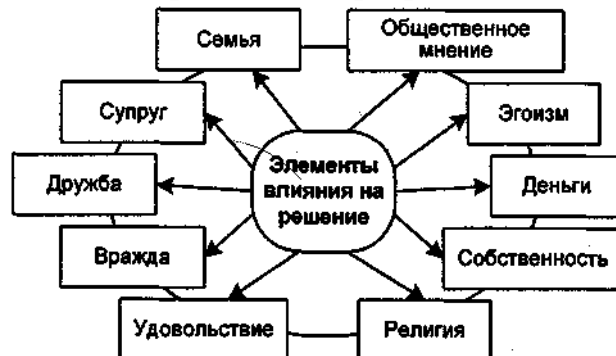 Семья
Общественное
мнение
Супруг
Эгоизм
Элементы
влияния на
решение
Дружба
Деньги
Вражда
Собственность
Удовольствие
Религия